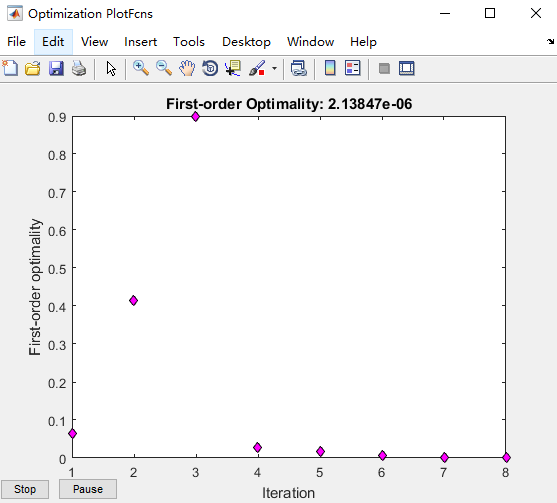 Optimization PlotFcns
File Edit View Insert Tools Desktop Window Help
First-order Optimality: 2.13847e-06
0.9
0.8
0.7
0.6
0.5
0.4
0.3
0.2
0.1
0
First-order optimality
1 2 3 4 5 6 7 8
Iteration
Stop Pause